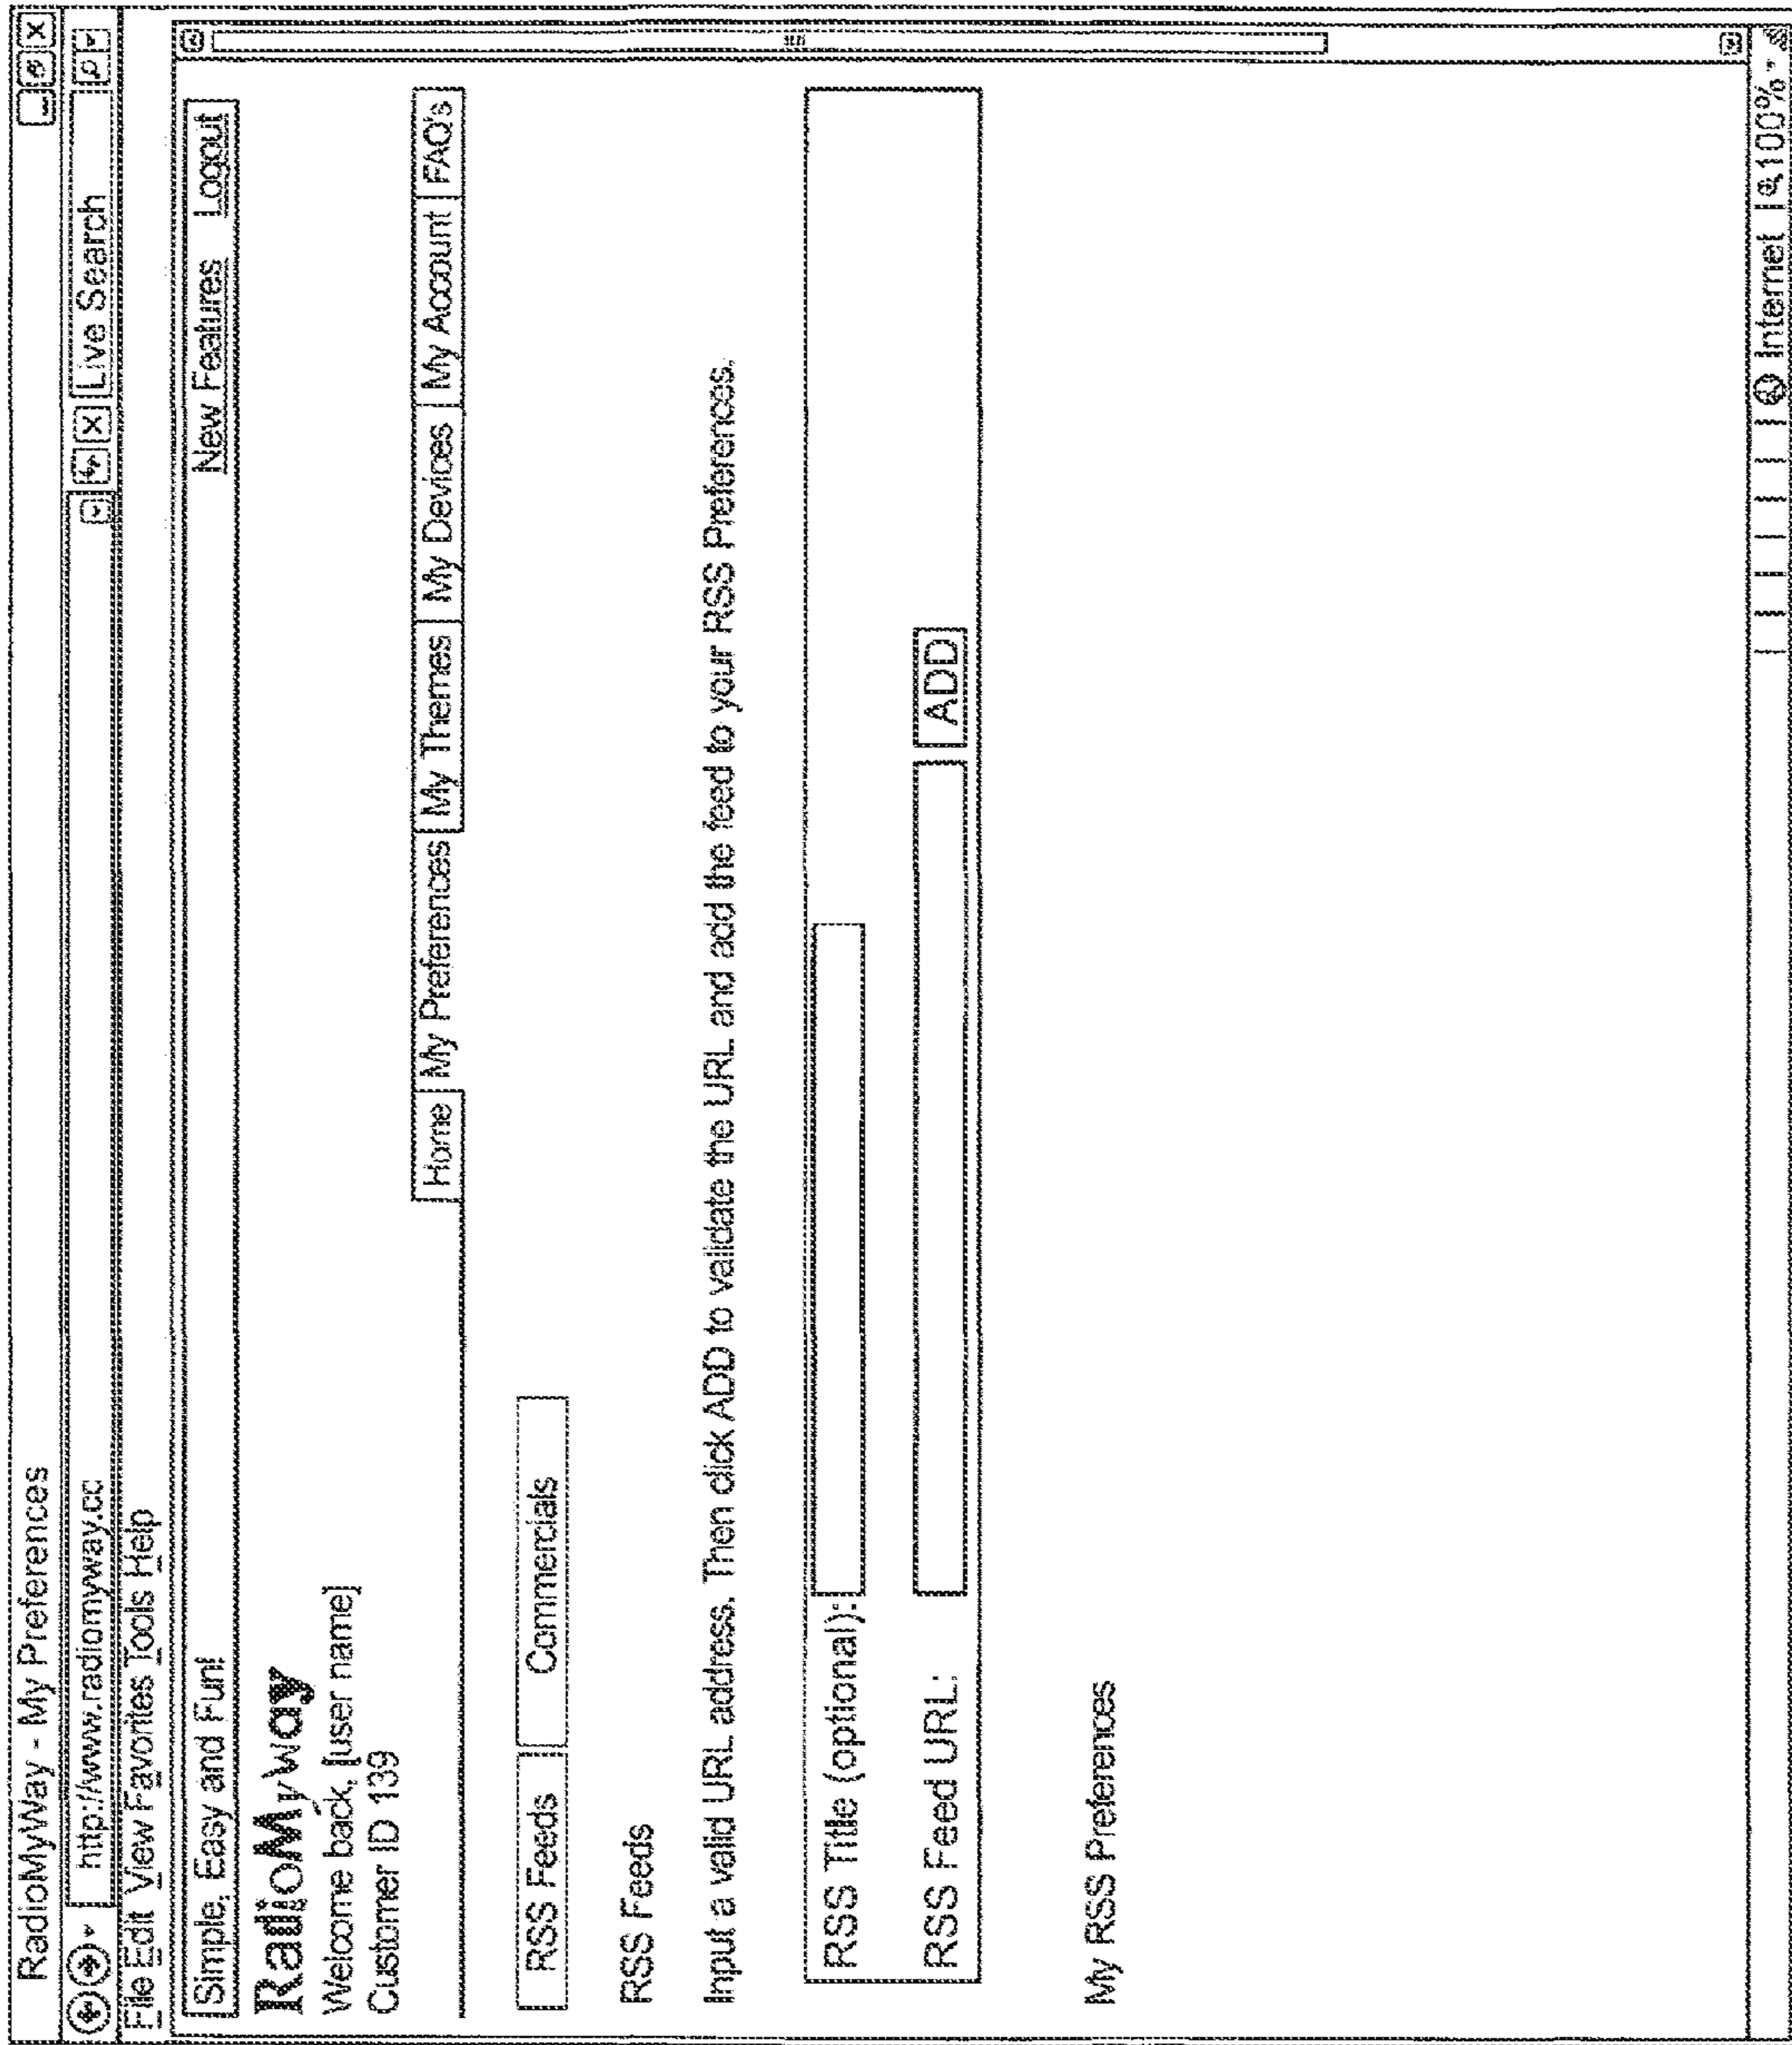 RadioMyWay - My Preferences
http://www.radiomyway.cc
Live Search
File Edit View Favorites Tools Help
Simple, Easy and Fun! New Features Logout
RadioMyWay
Welcome back, [user name]
Customer ID 139
Home My Preferences My Themes My Devices My Account FAQ's
RSS Feeds Commercials
RSS Feeds
Input a valid URL address. Then click ADD to validate the URL and add the feed to your RSS Preferences.
RSS Title (optional):
RSS Feed URL: ADD
My RSS Preferences
Internet 100%